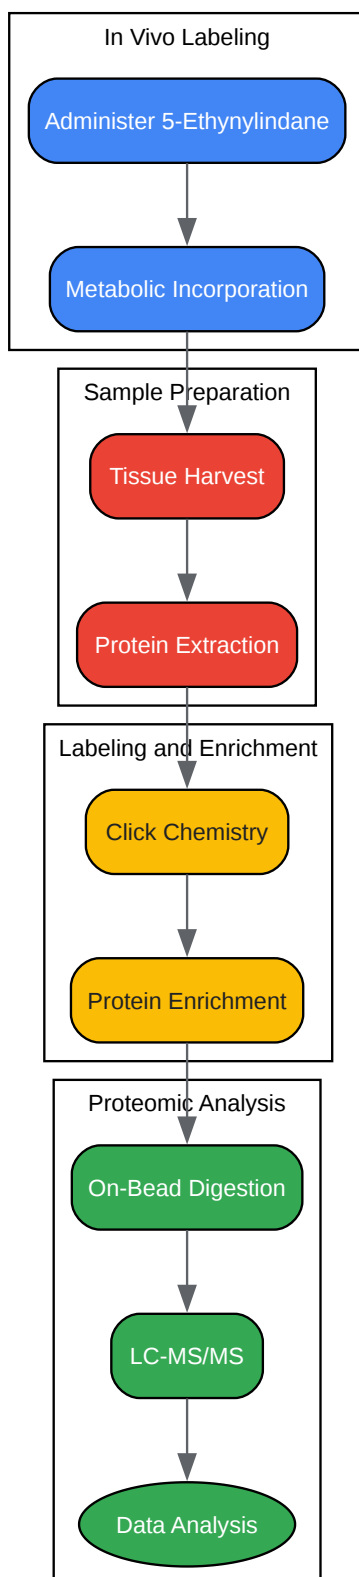 In Vivo Labeling
Administer 5-Ethynylindane
Metabolic Incorporation
Sample Preparation
Tissue Harvest
Protein Extraction
Labeling and Enrichment
Click Chemistry
Protein Enrichment
Proteomic Analysis
On-Bead Digestion
LC-MS/MS
Data Analysis